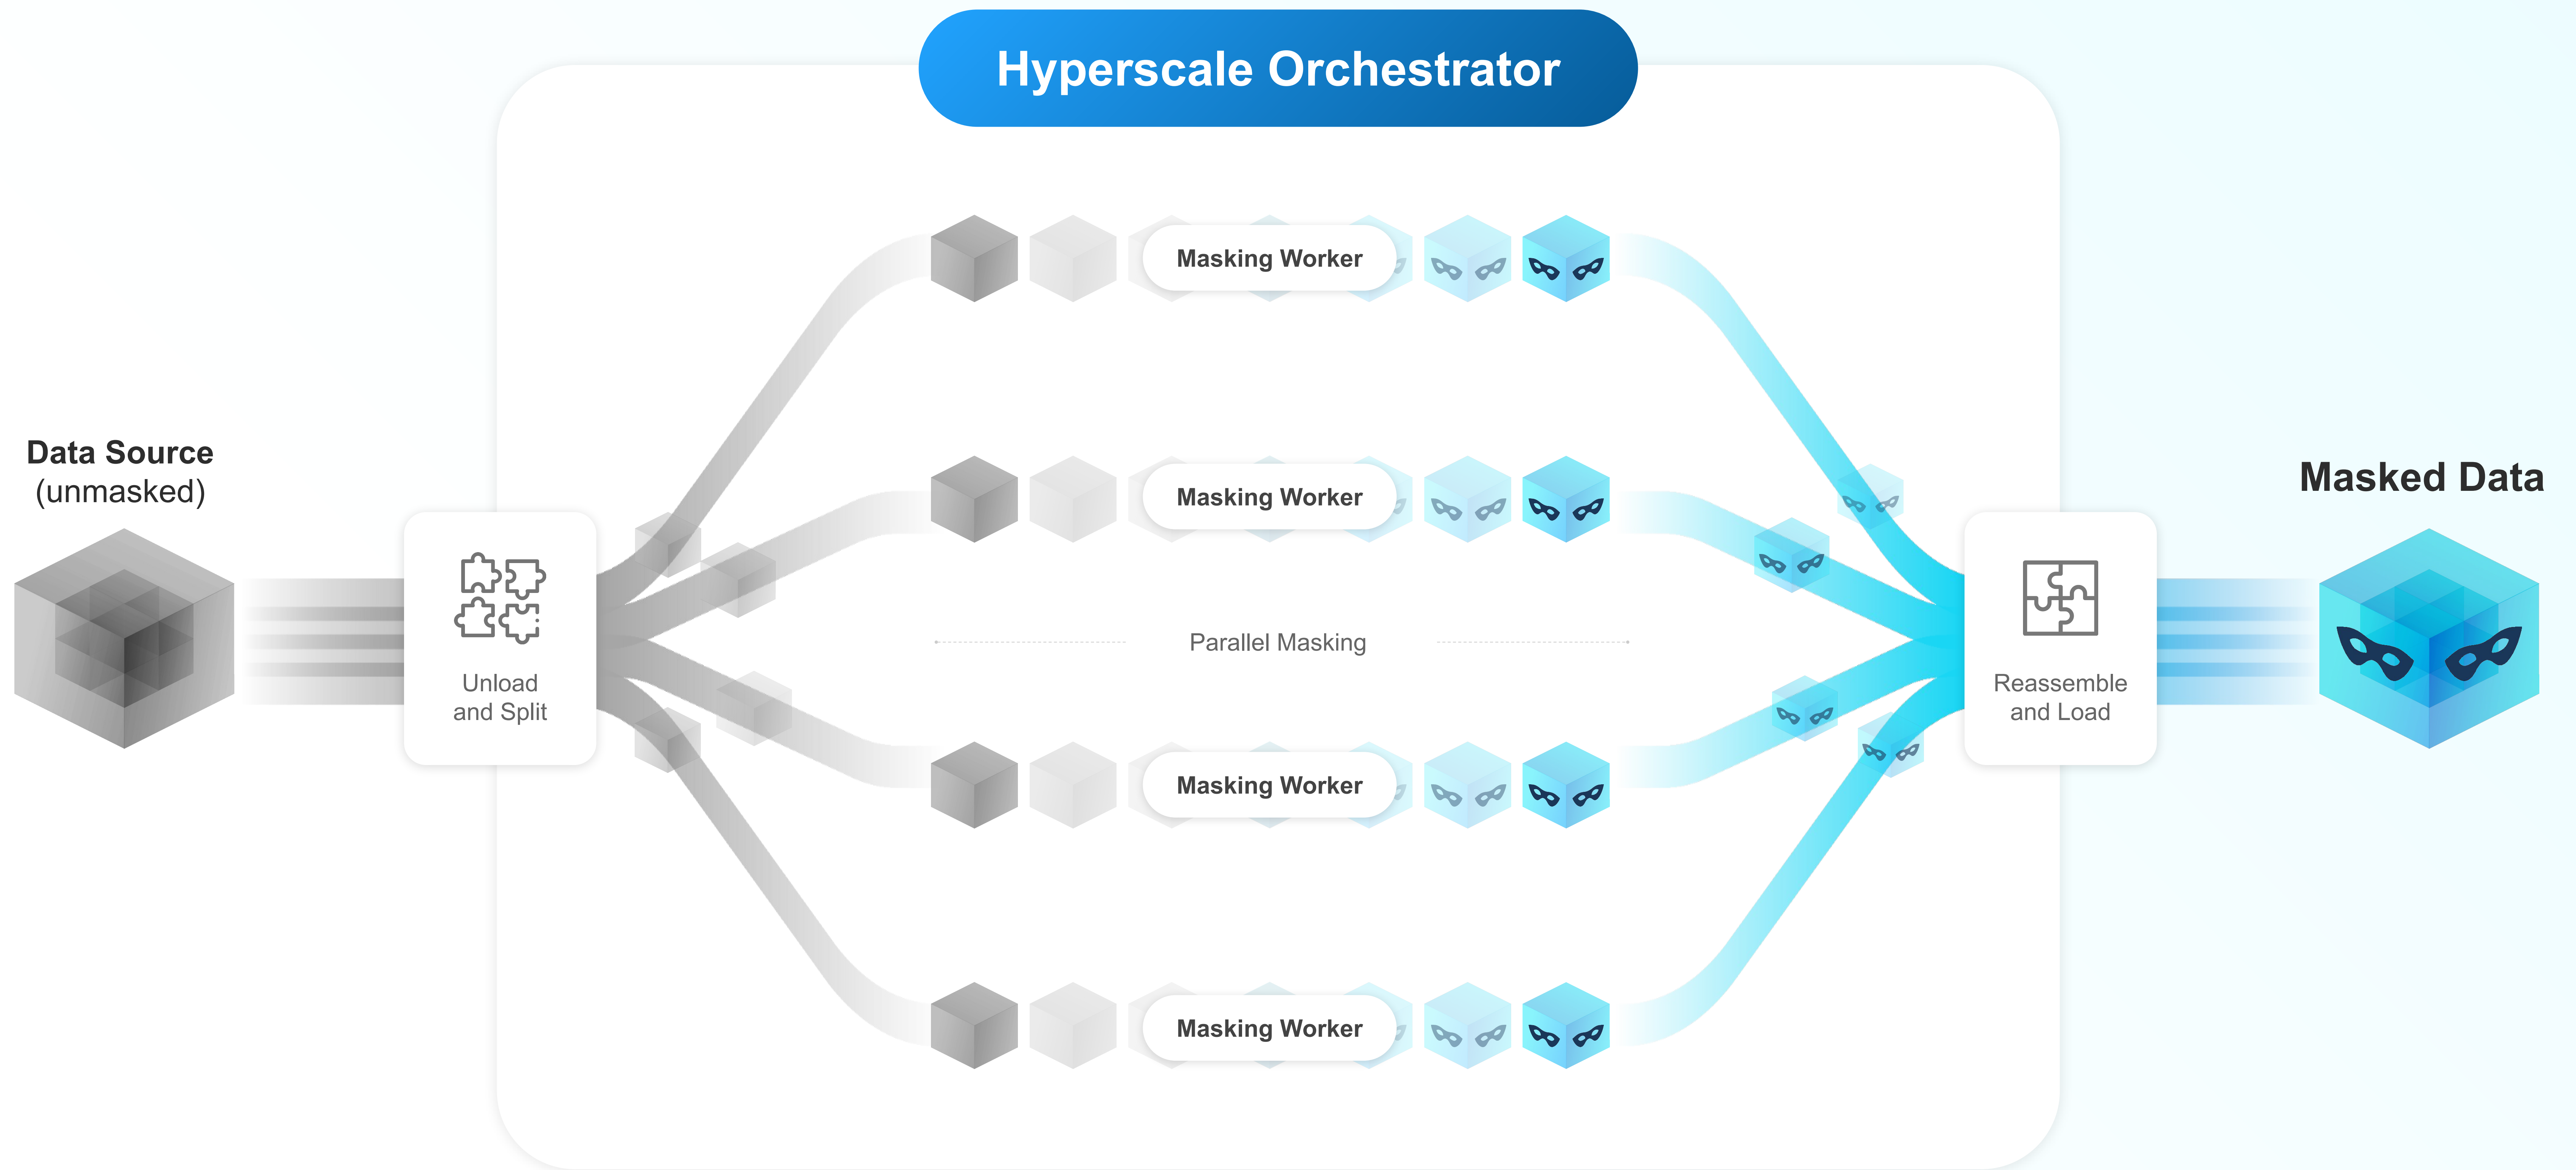 Hyperscale Orchestrator
Data Source
(unmasked)
Unload
and Split
Masking Worker
Masking Worker
Parallel Masking
Masking Worker
Masking Worker
Reassemble
and Load
Masked Data